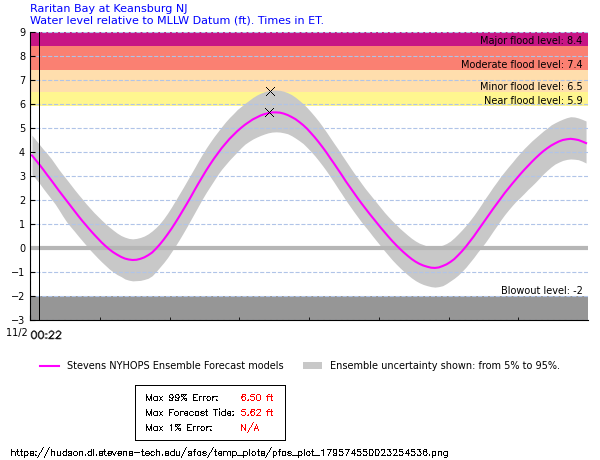 Raritan Bay at Keansburg NJ
Water level relative to MLLW Datum (ft). Times in ET.
9
Major flood level: 8.4
8
Moderate flood level: 7.4
7
Minor flood level: 6.5
Near flood level: 5.9
6
5
4
3
2
1
0
−1
Blowout level: -2
−2
−3
11/2 00:22
Stevens NYHOPS Ensemble Forecast models
Ensemble uncertainty shown: from 5% to 95%.
Max 99% Error: 6.50 ft
Max Forecast Tide: 5.62 ft
Max 1% Error: N/A
https://hudson.dl.stevens-tech.edu/sfas/temp_plots/pfas_plot_179574550023254536.png